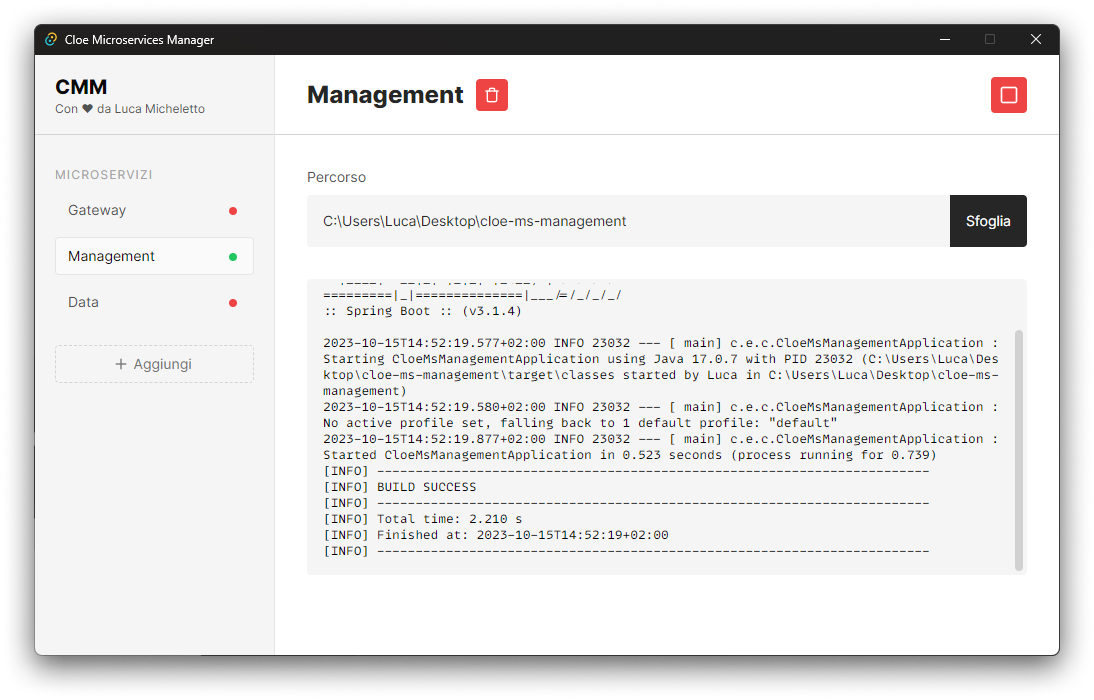 Cloe Microservices Manager
CMM
Con ♥ da Luca Micheletto
MICROSERVIZI
Gateway
Management
Data
+ Aggiungi
Management
Percorso
C:\Users\Luca\Desktop\cloe-ms-management
Sfoglia
=========|_|==============|___/=/_/_/_/
:: Spring Boot :: (v3.1.4)
2023-10-15T14:52:19.577+02:00 INFO 23032 --- [ main] c.e.c.CloeMsManagementApplication :
Starting CloeMsManagementApplication using Java 17.0.7 with PID 23032 (C:\Users\Luca\Des
ktop\cloe-ms-management\target\classes started by Luca in C:\Users\Luca\Desktop\cloe-ms-
management)
2023-10-15T14:52:19.580+02:00 INFO 23032 --- [ main] c.e.c.CloeMsManagementApplication :
No active profile set, falling back to 1 default profile: "default"
2023-10-15T14:52:19.877+02:00 INFO 23032 --- [ main] c.e.c.CloeMsManagementApplication :
Started CloeMsManagementApplication in 0.523 seconds (process running for 0.739)
[INFO] ------------------------------------------------------------------------
[INFO] BUILD SUCCESS
[INFO] ------------------------------------------------------------------------
[INFO] Total time: 2.210 s
[INFO] Finished at: 2023-10-15T14:52:19+02:00
[INFO] ------------------------------------------------------------------------